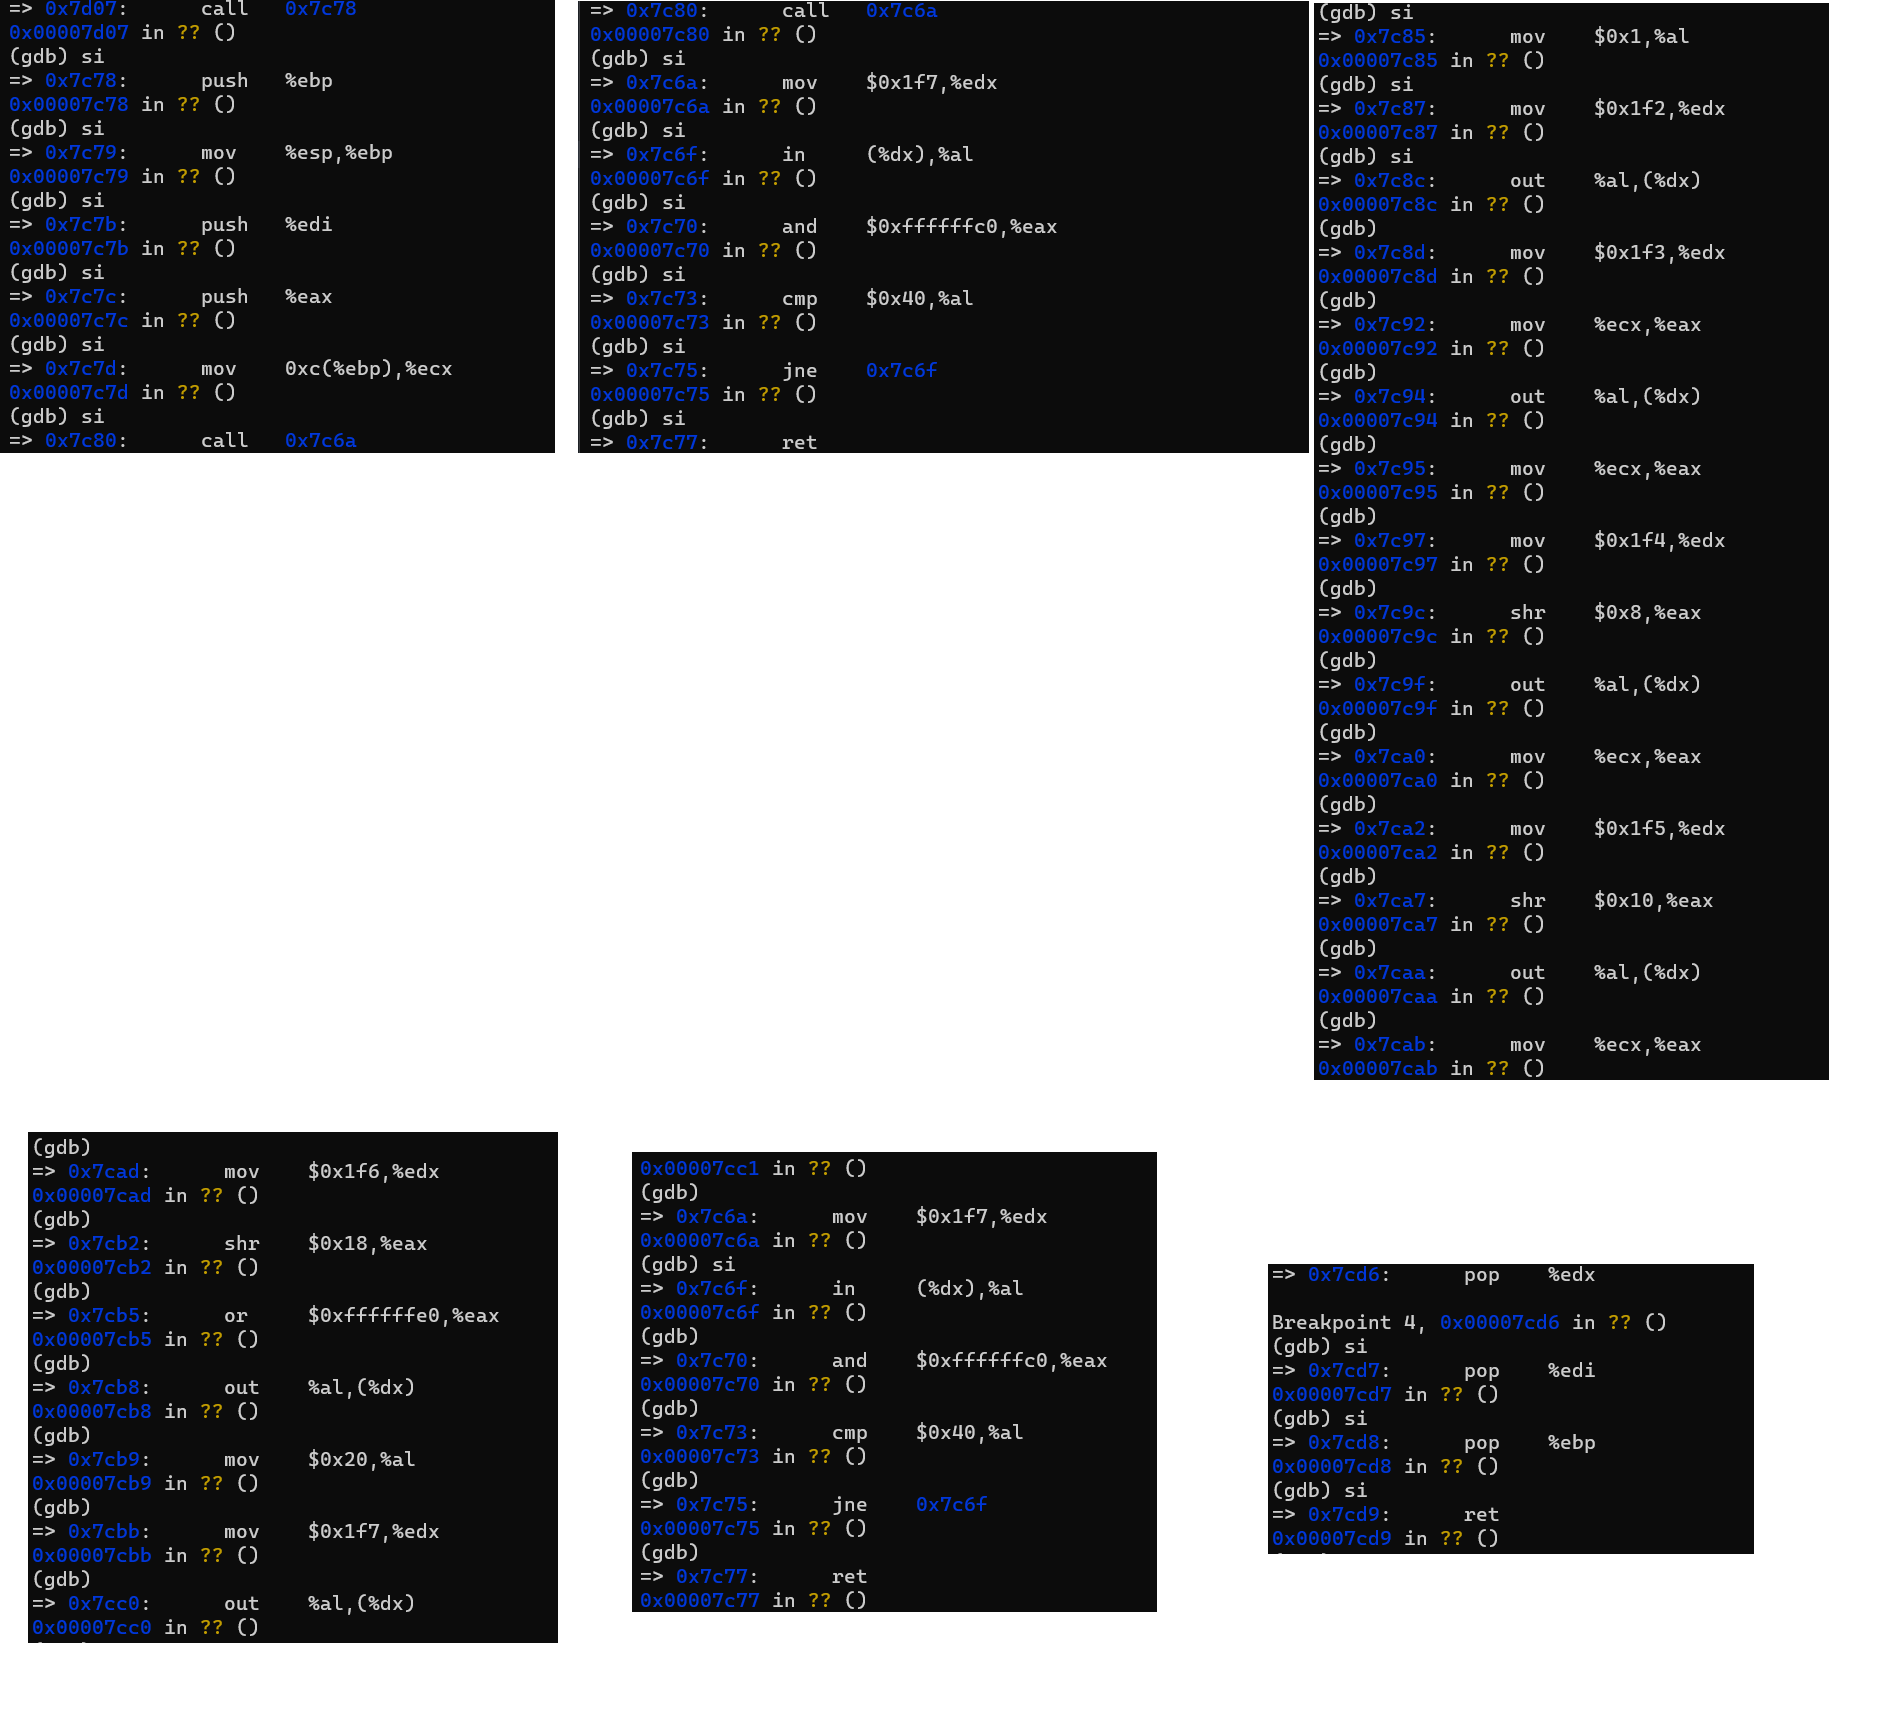 => 0x7d07:      call   0x7c78
0x00007d07 in ?? ()
(gdb) si
=> 0x7c78:      push   %ebp
0x00007c78 in ?? ()
(gdb) si
=> 0x7c79:      mov    %esp,%ebp
0x00007c79 in ?? ()
(gdb) si
=> 0x7c7b:      push   %edi
0x00007c7b in ?? ()
(gdb) si
=> 0x7c7c:      push   %eax
0x00007c7c in ?? ()
(gdb) si
=> 0x7c7d:      mov    0xc(%ebp),%ecx
0x00007c7d in ?? ()
(gdb) si
=> 0x7c80:      call   0x7c6a
=> 0x7c80:      call   0x7c6a
0x00007c80 in ?? ()
(gdb) si
=> 0x7c6a:      mov    $0x1f7,%edx
0x00007c6a in ?? ()
(gdb) si
=> 0x7c6f:      in     (%dx),%al
0x00007c6f in ?? ()
(gdb) si
=> 0x7c70:      and    $0xffffffc0,%eax
0x00007c70 in ?? ()
(gdb) si
=> 0x7c73:      cmp    $0x40,%al
0x00007c73 in ?? ()
(gdb) si
=> 0x7c75:      jne    0x7c6f
0x00007c75 in ?? ()
(gdb) si
=> 0x7c77:      ret
(gdb) si
=> 0x7c85:      mov    $0x1,%al
0x00007c85 in ?? ()
(gdb) si
=> 0x7c87:      mov    $0x1f2,%edx
0x00007c87 in ?? ()
(gdb) si
=> 0x7c8c:      out    %al,(%dx)
0x00007c8c in ?? ()
(gdb)
=> 0x7c8d:      mov    $0x1f3,%edx
0x00007c8d in ?? ()
(gdb)
=> 0x7c92:      mov    %ecx,%eax
0x00007c92 in ?? ()
(gdb)
=> 0x7c94:      out    %al,(%dx)
0x00007c94 in ?? ()
(gdb)
=> 0x7c95:      mov    %ecx,%eax
0x00007c95 in ?? ()
(gdb)
=> 0x7c97:      mov    $0x1f4,%edx
0x00007c97 in ?? ()
(gdb)
=> 0x7c9c:      shr    $0x8,%eax
0x00007c9c in ?? ()
(gdb)
=> 0x7c9f:      out    %al,(%dx)
0x00007c9f in ?? ()
(gdb)
=> 0x7ca0:      mov    %ecx,%eax
0x00007ca0 in ?? ()
(gdb)
=> 0x7ca2:      mov    $0x1f5,%edx
0x00007ca2 in ?? ()
(gdb)
=> 0x7ca7:      shr    $0x10,%eax
0x00007ca7 in ?? ()
(gdb)
=> 0x7caa:      out    %al,(%dx)
0x00007caa in ?? ()
(gdb)
=> 0x7cab:      mov    %ecx,%eax
0x00007cab in ?? ()
(gdb)
=> 0x7cad:      mov    $0x1f6,%edx
0x00007cad in ?? ()
(gdb)
=> 0x7cb2:      shr    $0x18,%eax
0x00007cb2 in ?? ()
(gdb)
=> 0x7cb5:      or     $0xffffffe0,%eax
0x00007cb5 in ?? ()
(gdb)
=> 0x7cb8:      out    %al,(%dx)
0x00007cb8 in ?? ()
(gdb)
=> 0x7cb9:      mov    $0x20,%al
0x00007cb9 in ?? ()
(gdb)
=> 0x7cbb:      mov    $0x1f7,%edx
0x00007cbb in ?? ()
(gdb)
=> 0x7cc0:      out    %al,(%dx)
0x00007cc0 in ?? ()
0x00007cc1 in ?? ()
(gdb)
=> 0x7c6a:      mov    $0x1f7,%edx
0x00007c6a in ?? ()
(gdb) si
=> 0x7c6f:      in     (%dx),%al
0x00007c6f in ?? ()
(gdb)
=> 0x7c70:      and    $0xffffffc0,%eax
0x00007c70 in ?? ()
(gdb)
=> 0x7c73:      cmp    $0x40,%al
0x00007c73 in ?? ()
(gdb)
=> 0x7c75:      jne    0x7c6f
0x00007c75 in ?? ()
(gdb)
=> 0x7c77:      ret
0x00007c77 in ?? ()
=> 0x7cd6:      pop    %edx
Breakpoint 4, 0x00007cd6 in ?? ()
(gdb) si
=> 0x7cd7:      pop    %edi
0x00007cd7 in ?? ()
(gdb) si
=> 0x7cd8:      pop    %ebp
0x00007cd8 in ?? ()
(gdb) si
=> 0x7cd9:      ret
0x00007cd9 in ?? ()